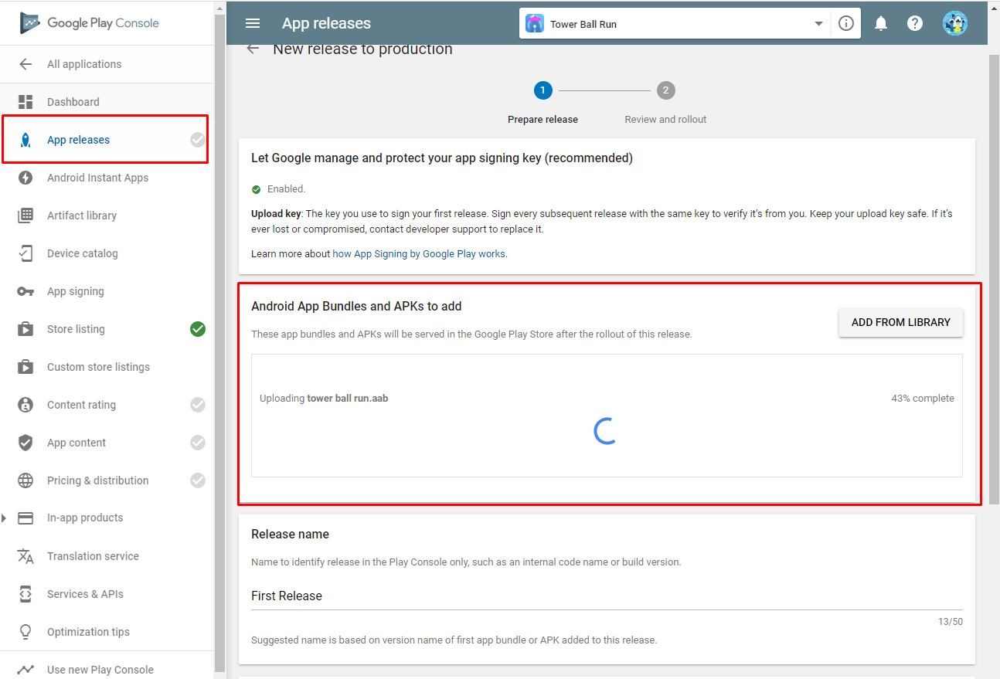 Google Play Console
All applications
Dashboard
App releases
Android Instant Apps
Artifact library
Device catalog
App signing
Store listing
Custom store listings
Content rating
App content
Pricing & distribution
In-app products
Translation service
Services & APIs
Optimization tips
Use new Play Console
App releases
Tower Ball Run
New release to production
1
2
Prepare release
Review and rollout
Let Google manage and protect your app signing key (recommended)
Enabled.
Upload key: The key you use to sign your first release. Sign every subsequent release with the same key to verify it's from you. Keep your upload key safe. If it's
ever lost or compromised, contact developer support to replace it.
Learn more about how App Signing by Google Play works.
Android App Bundles and APKs to add
ADD FROM LIBRARY
These app bundles and APKs will be served in the Google Play Store after the rollout of this release.
Uploading tower ball run.aab
43% complete
Release name
Name to identify release in the Play Console only, such as an internal code name or build version.
First Release
13/50
Suggested name is based on version name of first app bundle or APK added to this release.